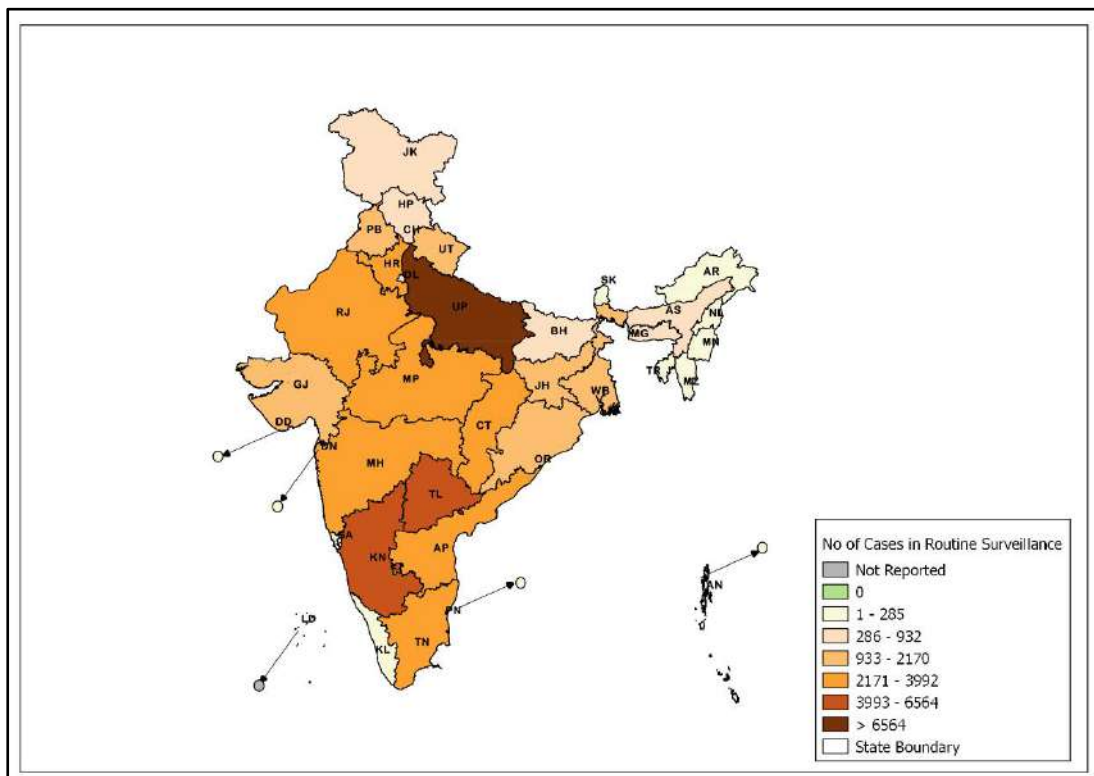 JK
HP
CH
PB
UT
HR
DL
SK
AR
RJ
UP
AS
NL
BH
MG
MN
TR
MZ
GJ
MP
JH
WB
DD
CT
DN
OR
MH
TL
GA
KN
AP
AN
PN
LD
TN
KL
No of Cases in Routine Surveillance
Not Reported
0
1 - 285
286 - 932
933 - 2170
2171 - 3992
3993 - 6564
> 6564
State Boundary